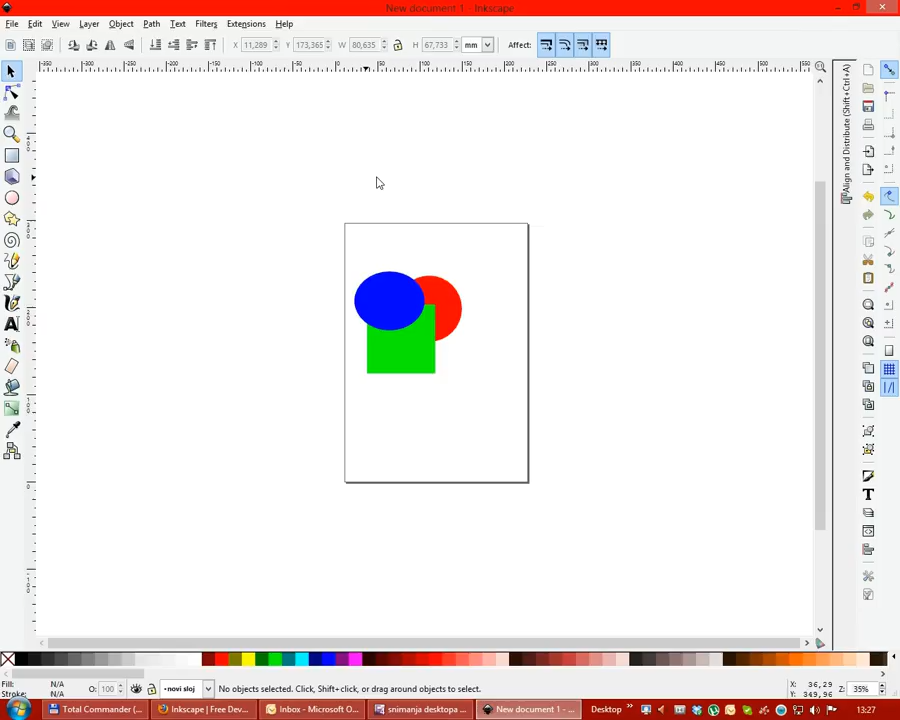 New document 1 - Inkscape
File Edit View Layer Object Path Text Filters Extensions Help
X 11,289 Y 173,365 W 80,635 H 67,733 mm Affect:
Align and Distribute (Shift+Ctrl+A)
Fill: N/A
Stroke: N/A
O: 100
novi sloj
No objects selected. Click, Shift+click, or drag around objects to select.
X: 36,29
Y: 349,96
Z: 35%
Total Commander (... Inkscape | Free Dev... Inbox - Microsoft O... snimanja desktopa ... New document 1 - ... Desktop 13:27